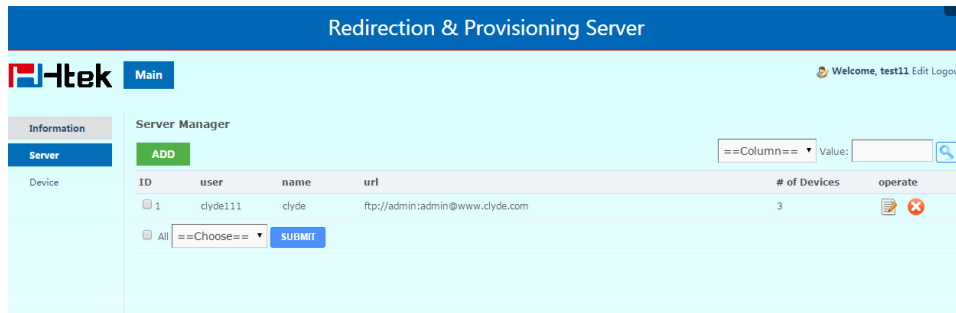 Redirection & Provisioning Server
Htek Main Welcome, test11 Edit Logou
Information
Server
Device
Server Manager
ADD ==Column== Value:
ID user name url # of Devices operate
1 clyde111 clyde ftp://admin:admin@www.clyde.com 3
All ==Choose== SUBMIT